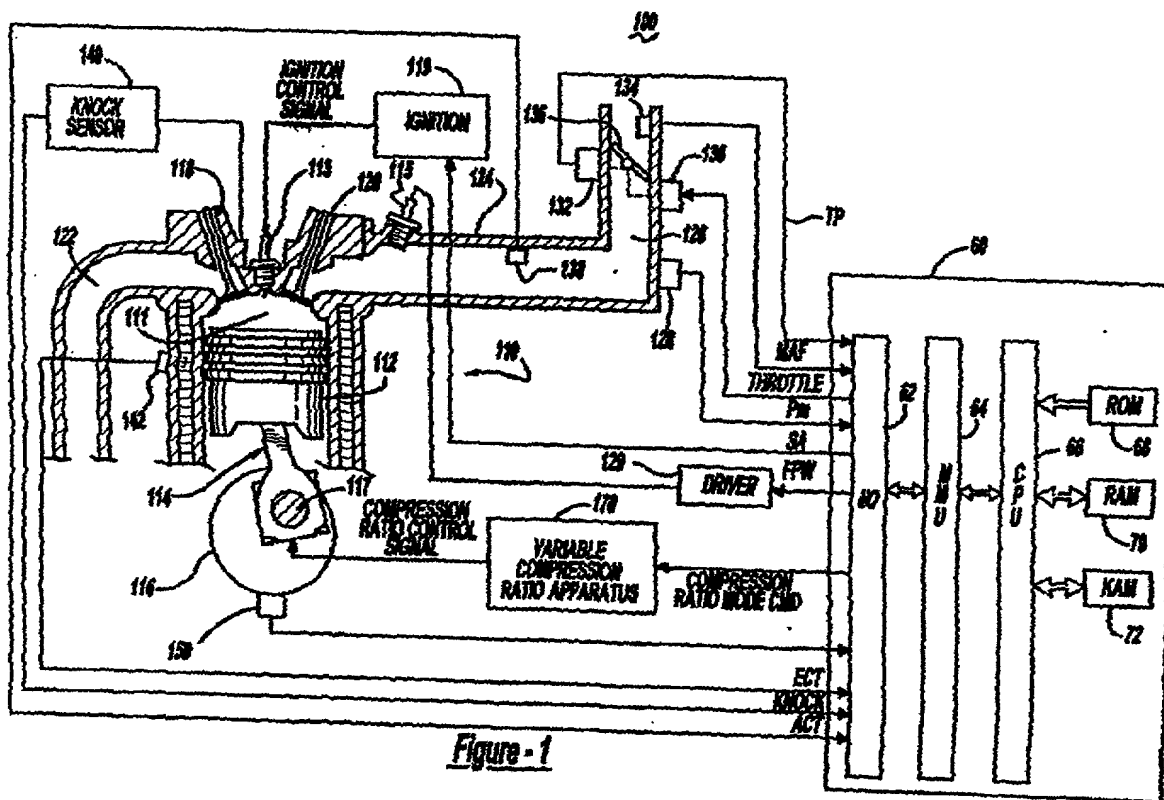 100
140
KNOCK
SENSOR
IGNITION
CONTROL
SIGNAL
119
IGNITION
118
113
120
115
124
136
134
130
132
126
TP
122
138
128
60
111
142
112
110
MAF
THROTTLE
Pm
SA
FPW
62
64
66
I/O
MMU
CPU
ROM
68
RAM
70
KAM
72
129
DRIVER
114
117
116
COMPRESSION
RATIO CONTROL
SIGNAL
170
VARIABLE
COMPRESSION
RATIO APPARATUS
COMPRESSION
RATIO MODE CMD
150
ECT
KNOCK
ACT
Figure - 1